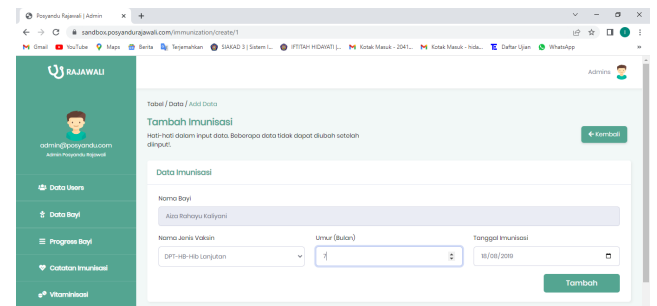 Posyandu Rajawali | Admin
sandbox.posyandurajawali.com/immunization/create/1
Gmail YouTube Maps Berita Terjemahkan SIAKAD 3 | Sistem I... IFTITAH HIDAYATI |... Kotak Masuk - 2041... Kotak Masuk - hida... Daftar Ujian WhatsApp
RAJAWALI
Admins
Tabel / Data / Add Data
Tambah Imunisasi
Hati-hati dalam input data. Beberapa data tidak dapat diubah setelah
diinput!.
Kembali
admin@posyandu.com
Admin Posyandu Rajawali
Data Users
Data Bayi
Progress Bayi
Catatan Imunisasi
Vitaminisasi
Data Imunisasi
Nama Bayi
Aiza Rahayu Kaliyani
Nama Jenis Vaksin
Umur (Bulan)
Tanggal Imunisasi
DPT-HB-Hib Lanjutan
7
18/08/2019
Tambah